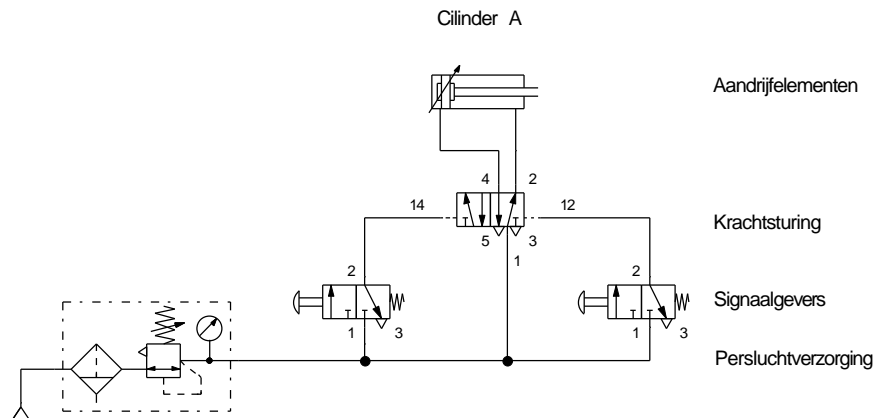 Cilinder A
Aandrijfelementen
4 2
14 12
Krachtsturing
5 3
1
2 2
Signaalgevers
1 3 1 3
Persluchtverzorging